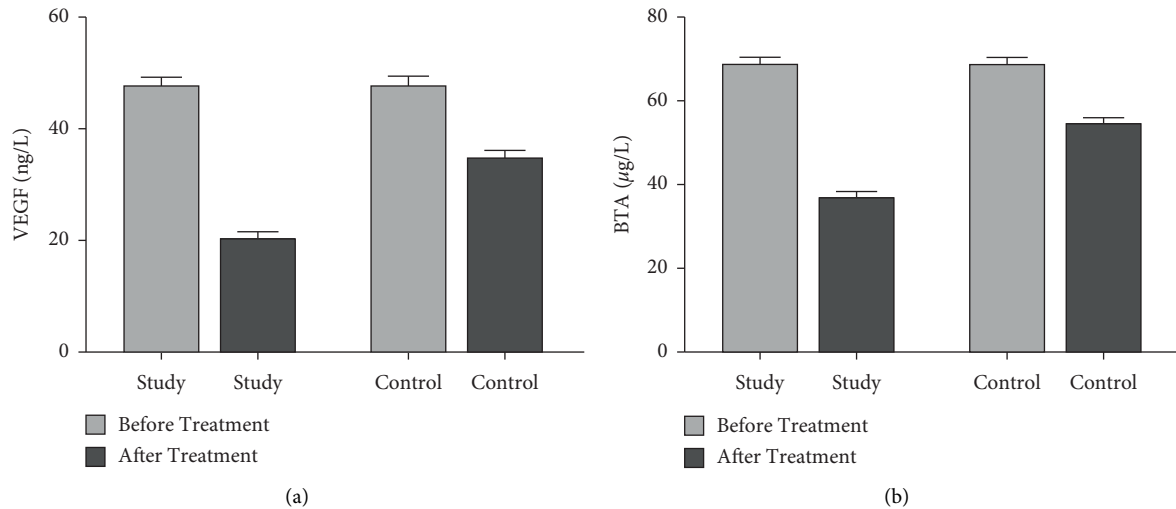 60
40
20
0
VEGF (ng/L)
Study
Study
Control
Control
Before Treatment
After Treatment
(a)
80
60
40
20
0
BTA (µg/L)
Study
Study
Control
Control
Before Treatment
After Treatment
(b)